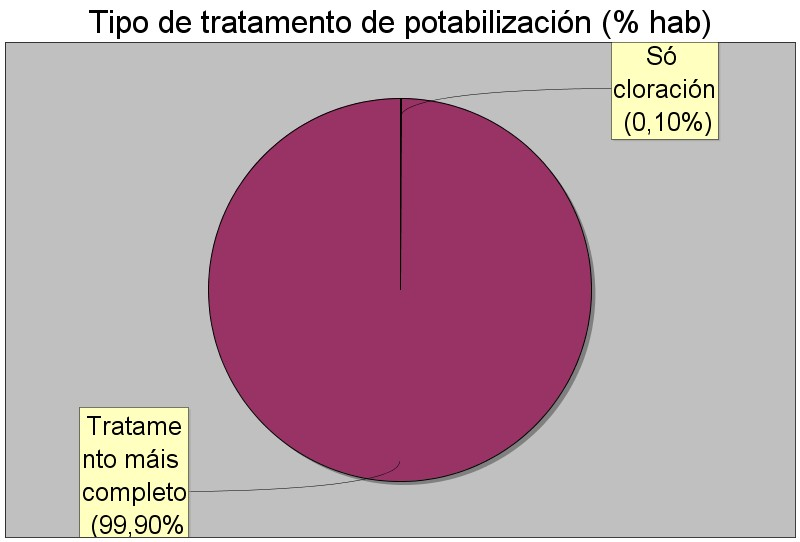 Tipo de tratamento de potabilización (% hab)
Só
cloración
(0,10%)
Tratame
nto máis
completo
(99,90%